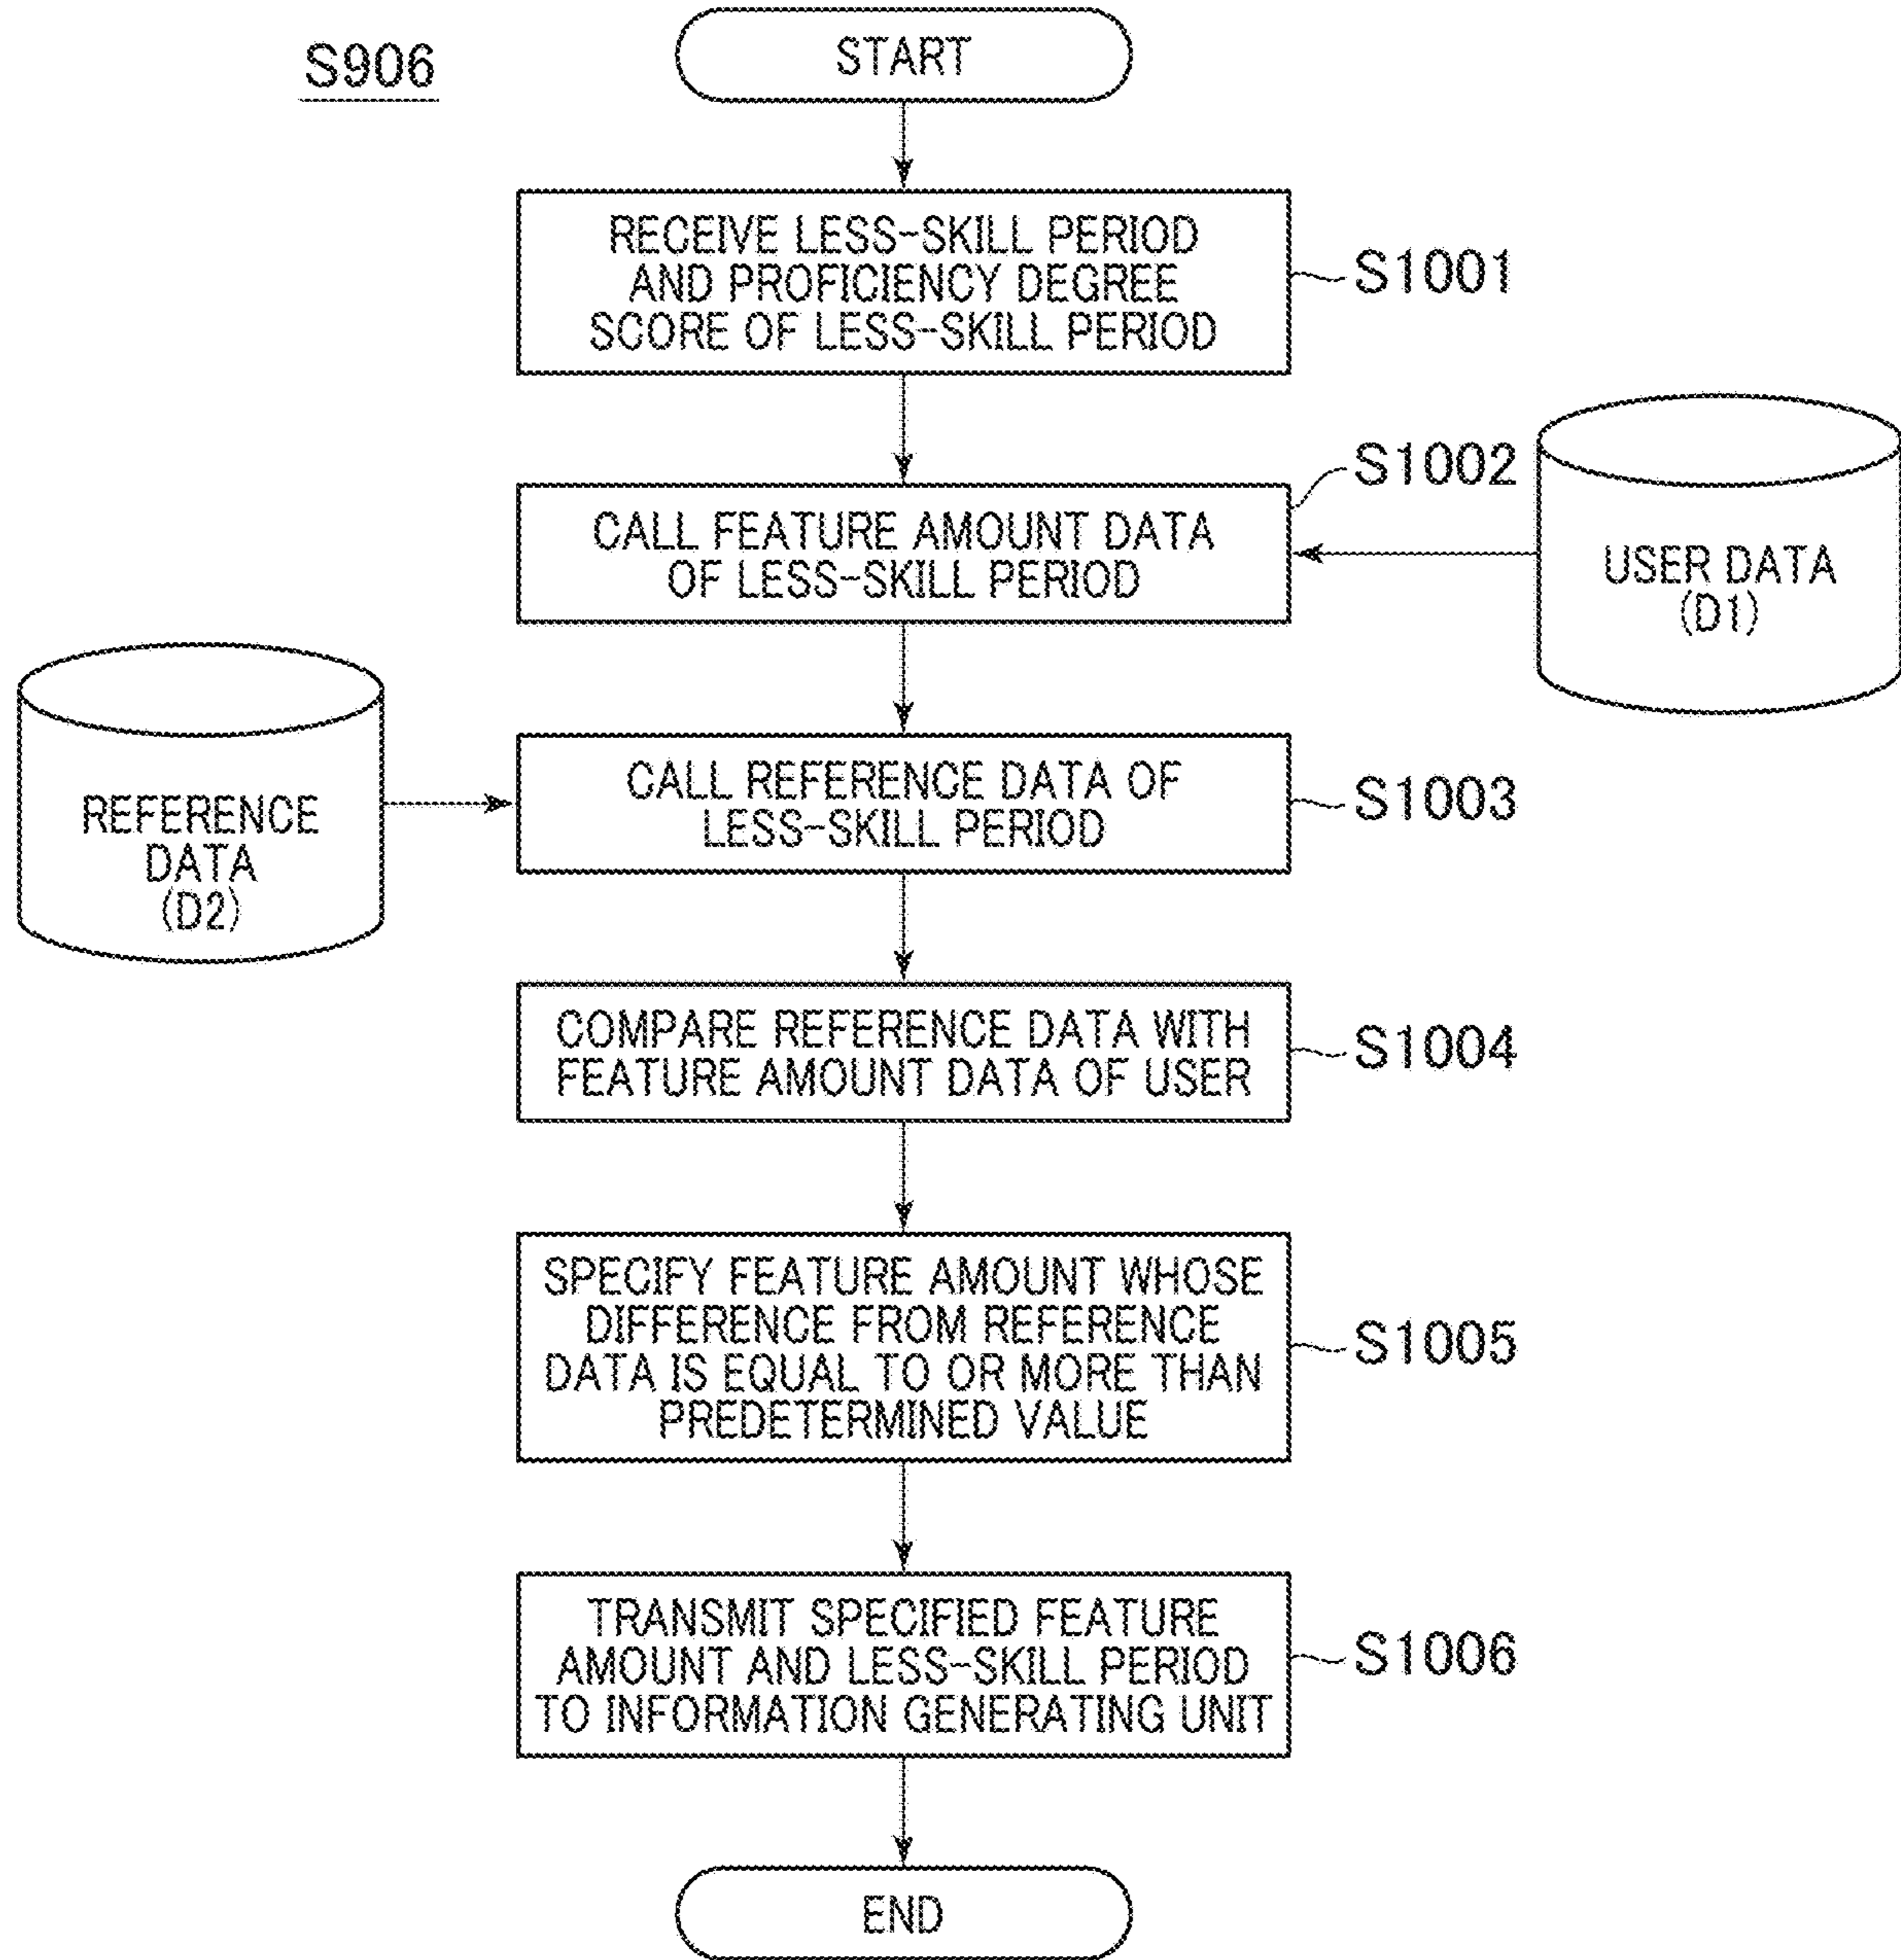 S906
START
RECEIVE LESS-SKILL PERIOD
AND PROFICIENCY DEGREE
SCORE OF LESS-SKILL PERIOD
S1001
CALL FEATURE AMOUNT DATA
OF LESS-SKILL PERIOD
S1002
USER DATA
(D1)
REFERENCE
DATA
(D2)
CALL REFERENCE DATA OF
LESS-SKILL PERIOD
S1003
COMPARE REFERENCE DATA WITH
FEATURE AMOUNT DATA OF USER
S1004
SPECIFY FEATURE AMOUNT WHOSE
DIFFERENCE FROM REFERENCE
DATA IS EQUAL TO OR MORE THAN
PREDETERMINED VALUE
S1005
TRANSMIT SPECIFIED FEATURE
AMOUNT AND LESS-SKILL PERIOD
TO INFORMATION GENERATING UNIT
S1006
END